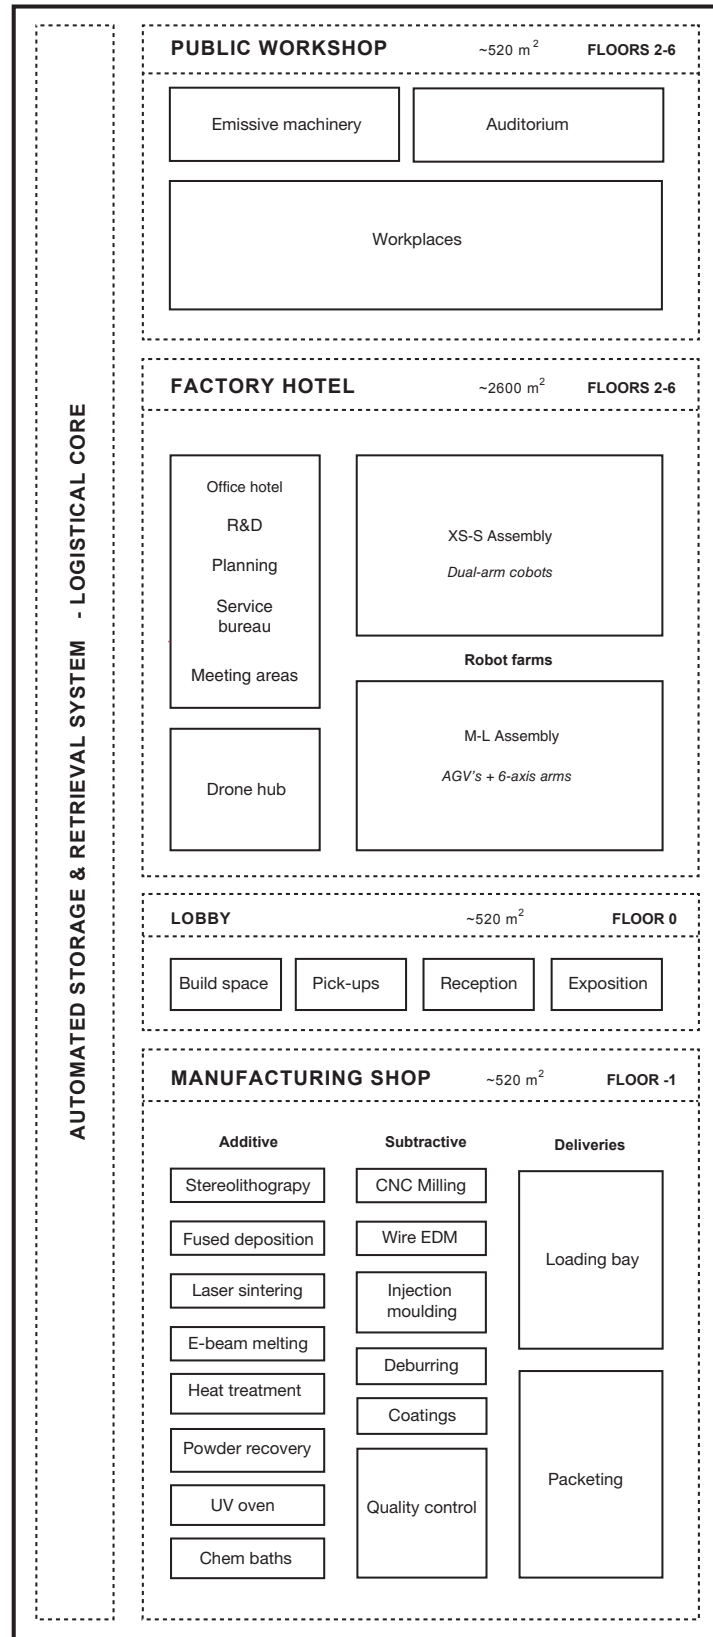 AUTOMATED STORAGE & RETRIEVAL SYSTEM - LOGISTICAL CORE
PUBLIC WORKSHOP ~520 m² FLOORS 2-6
Emissive machinery
Auditorium
Workplaces
FACTORY HOTEL ~2600 m² FLOORS 2-6
Office hotel
R&D
Planning
Service
bureau
Meeting areas
Drone hub
XS-S Assembly
Dual-arm cobots
Robot farms
M-L Assembly
AGV's + 6-axis arms
LOBBY ~520 m² FLOOR 0
Build space
Pick-ups
Reception
Exposition
MANUFACTURING SHOP ~520 m² FLOOR -1
Additive
Stereolithograpy
Fused deposition
Laser sintering
E-beam melting
Heat treatment
Powder recovery
UV oven
Chem baths
Subtractive
CNC Milling
Wire EDM
Injection
moulding
Deburring
Coatings
Quality control
Deliveries
Loading bay
Packeting